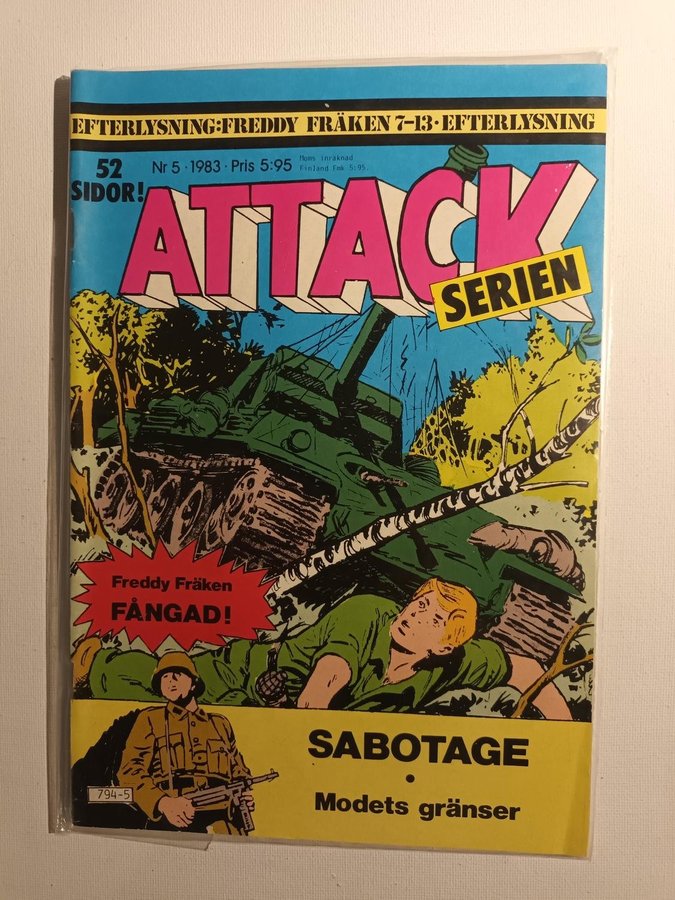 EFTERLYSNING:FREDDY FRÄKEN 7-13·EFTERLYSNING
52
SIDOR!
Nr 5 · 1983 · Pris 5:95
Moms inräknad
Finland Fmk 5:95.
ATTACK
SERIEN
Freddy Fräken
FÅNGAD!
SABOTAGE
·
Modets gränser
794-5